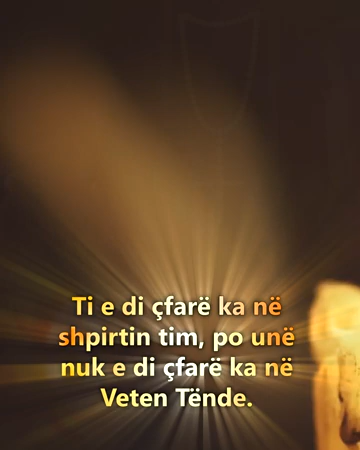 Ti e di çfarë ka në
shpirtin tim, po unë
nuk e di çfarë ka në
Veten Tënde.